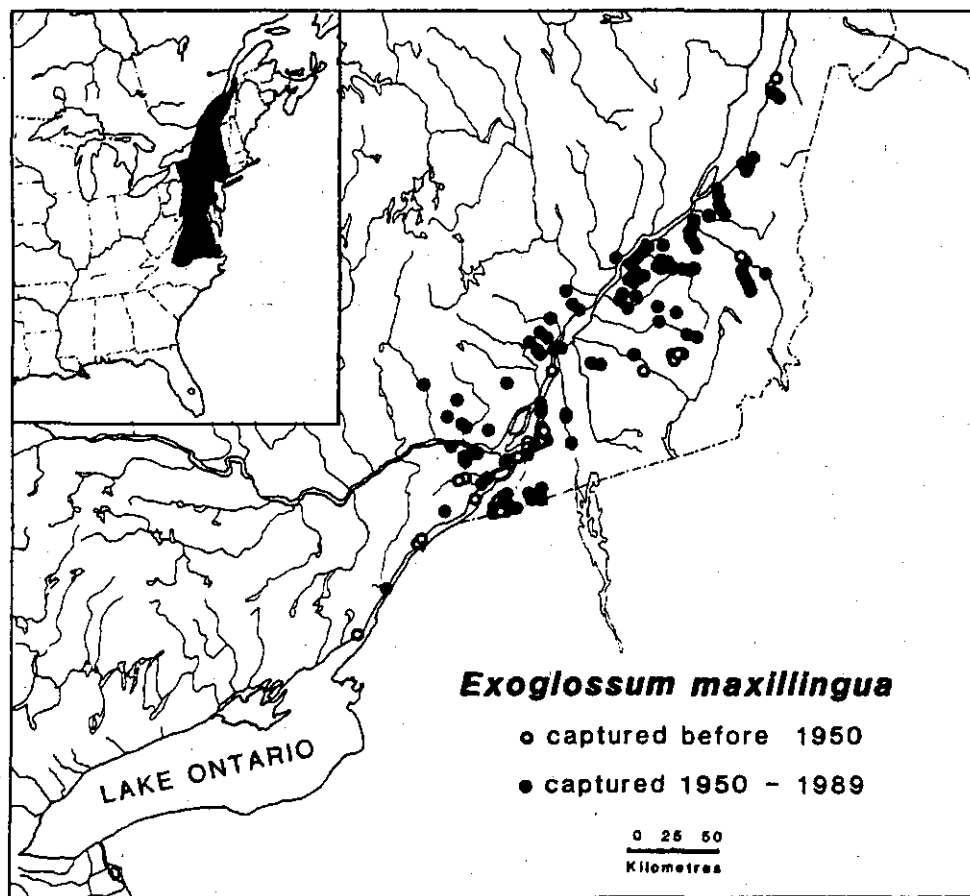 Exoglossum maxillingua
captured before 1950
captured 1950 - 1989
LAKE ONTARIO
0 25 50
Kilometres